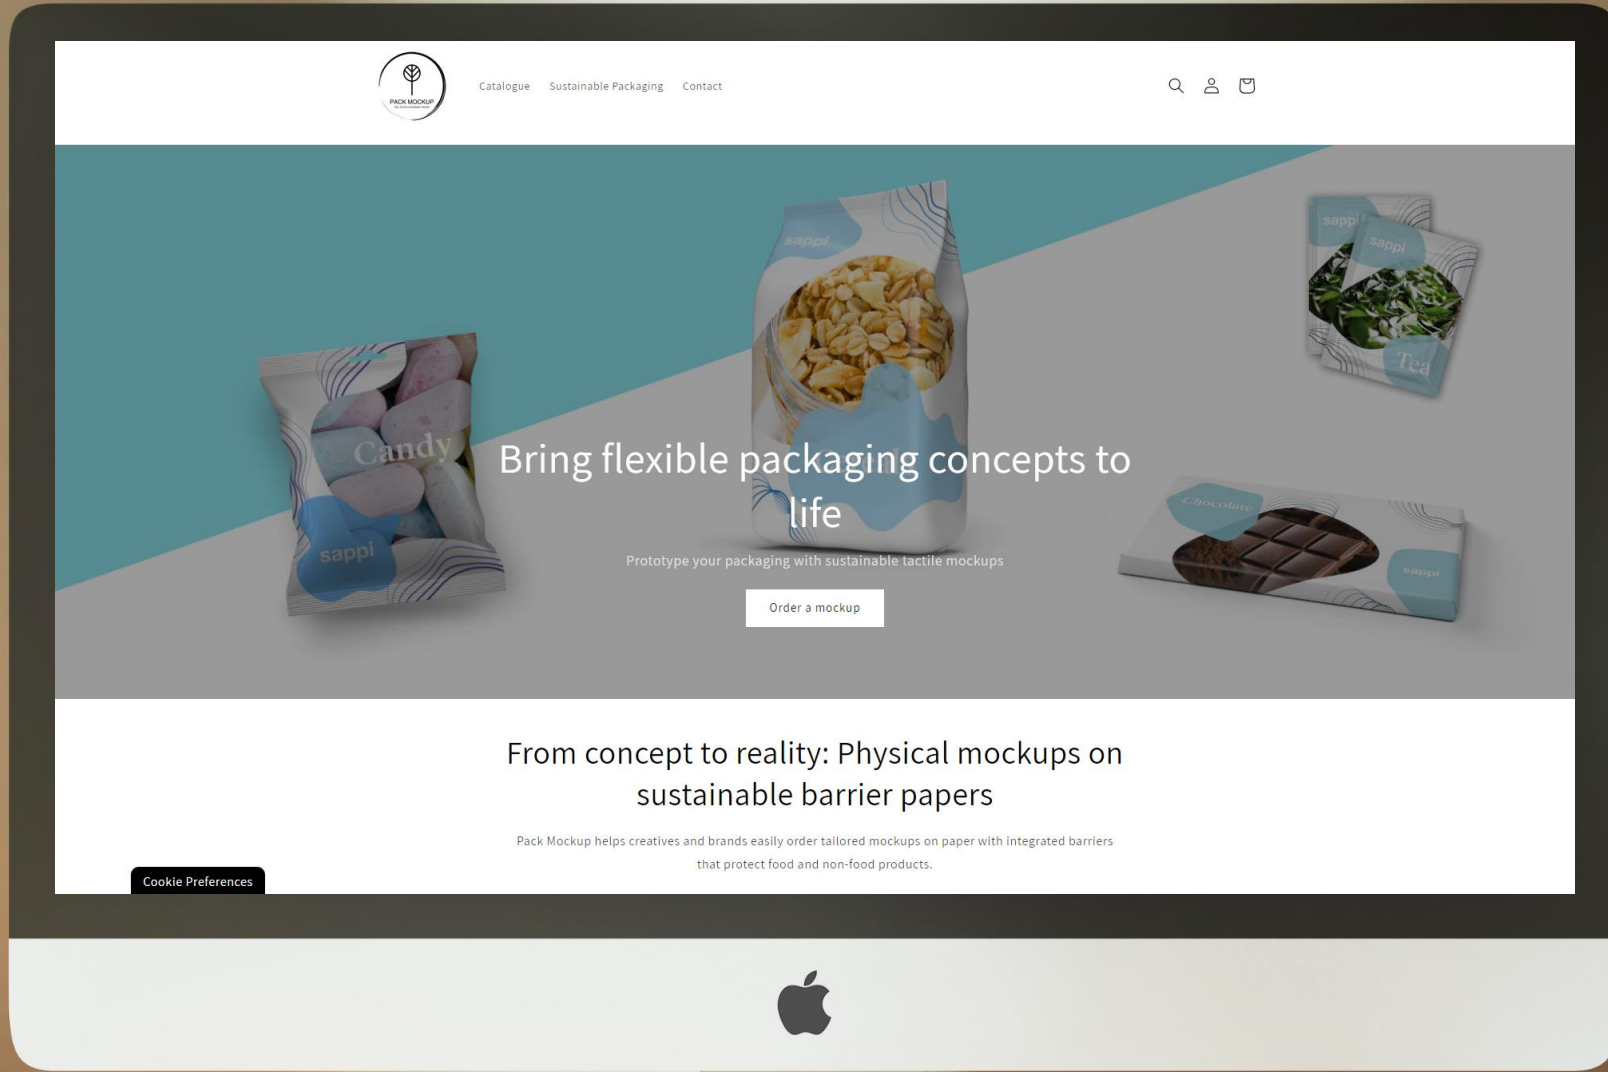 PACK MOCKUP
Catalogue
Sustainable Packaging
Contact
sappi
sappi
sappi
Tea
Candy
sappi
Chocolate
sappi
Bring flexible packaging concepts to
life
Prototype your packaging with sustainable tactile mockups
Order a mockup
From concept to reality: Physical mockups on
sustainable barrier papers
Pack Mockup helps creatives and brands easily order tailored mockups on paper with integrated barriers
that protect food and non-food products.
Cookie Preferences